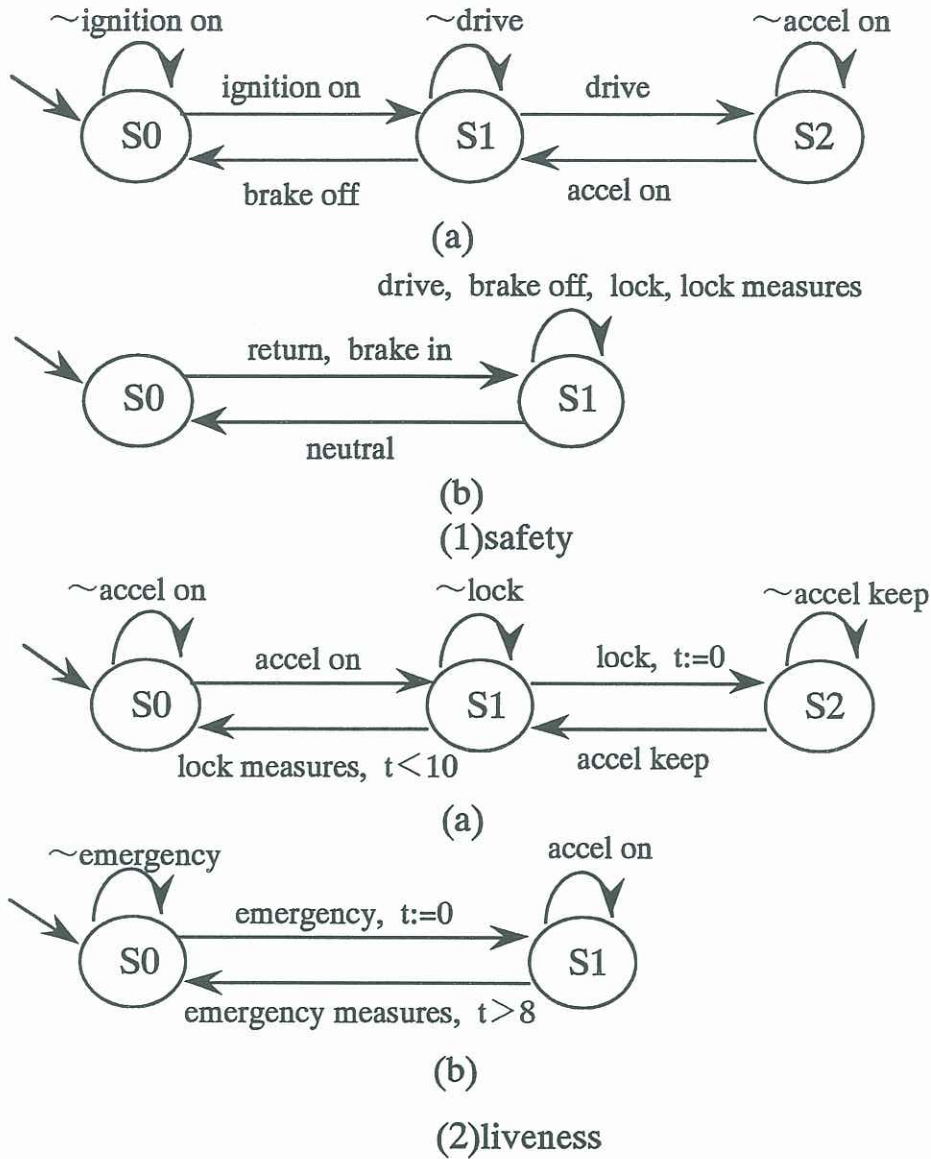 ~ignition on ~drive ~accel on
ignition on drive
S0 S1 S2
brake off accel on
(a)
drive, brake off, lock, lock measures
return, brake in
S0 S1
neutral
(b)
(1)safety
~accel on ~lock ~accel keep
accel on lock, t:=0
S0 S1 S2
lock measures, t<10 accel keep
(a)
~emergency accel on
emergency, t:=0
S0 S1
emergency measures, t>8
(b)
(2)liveness